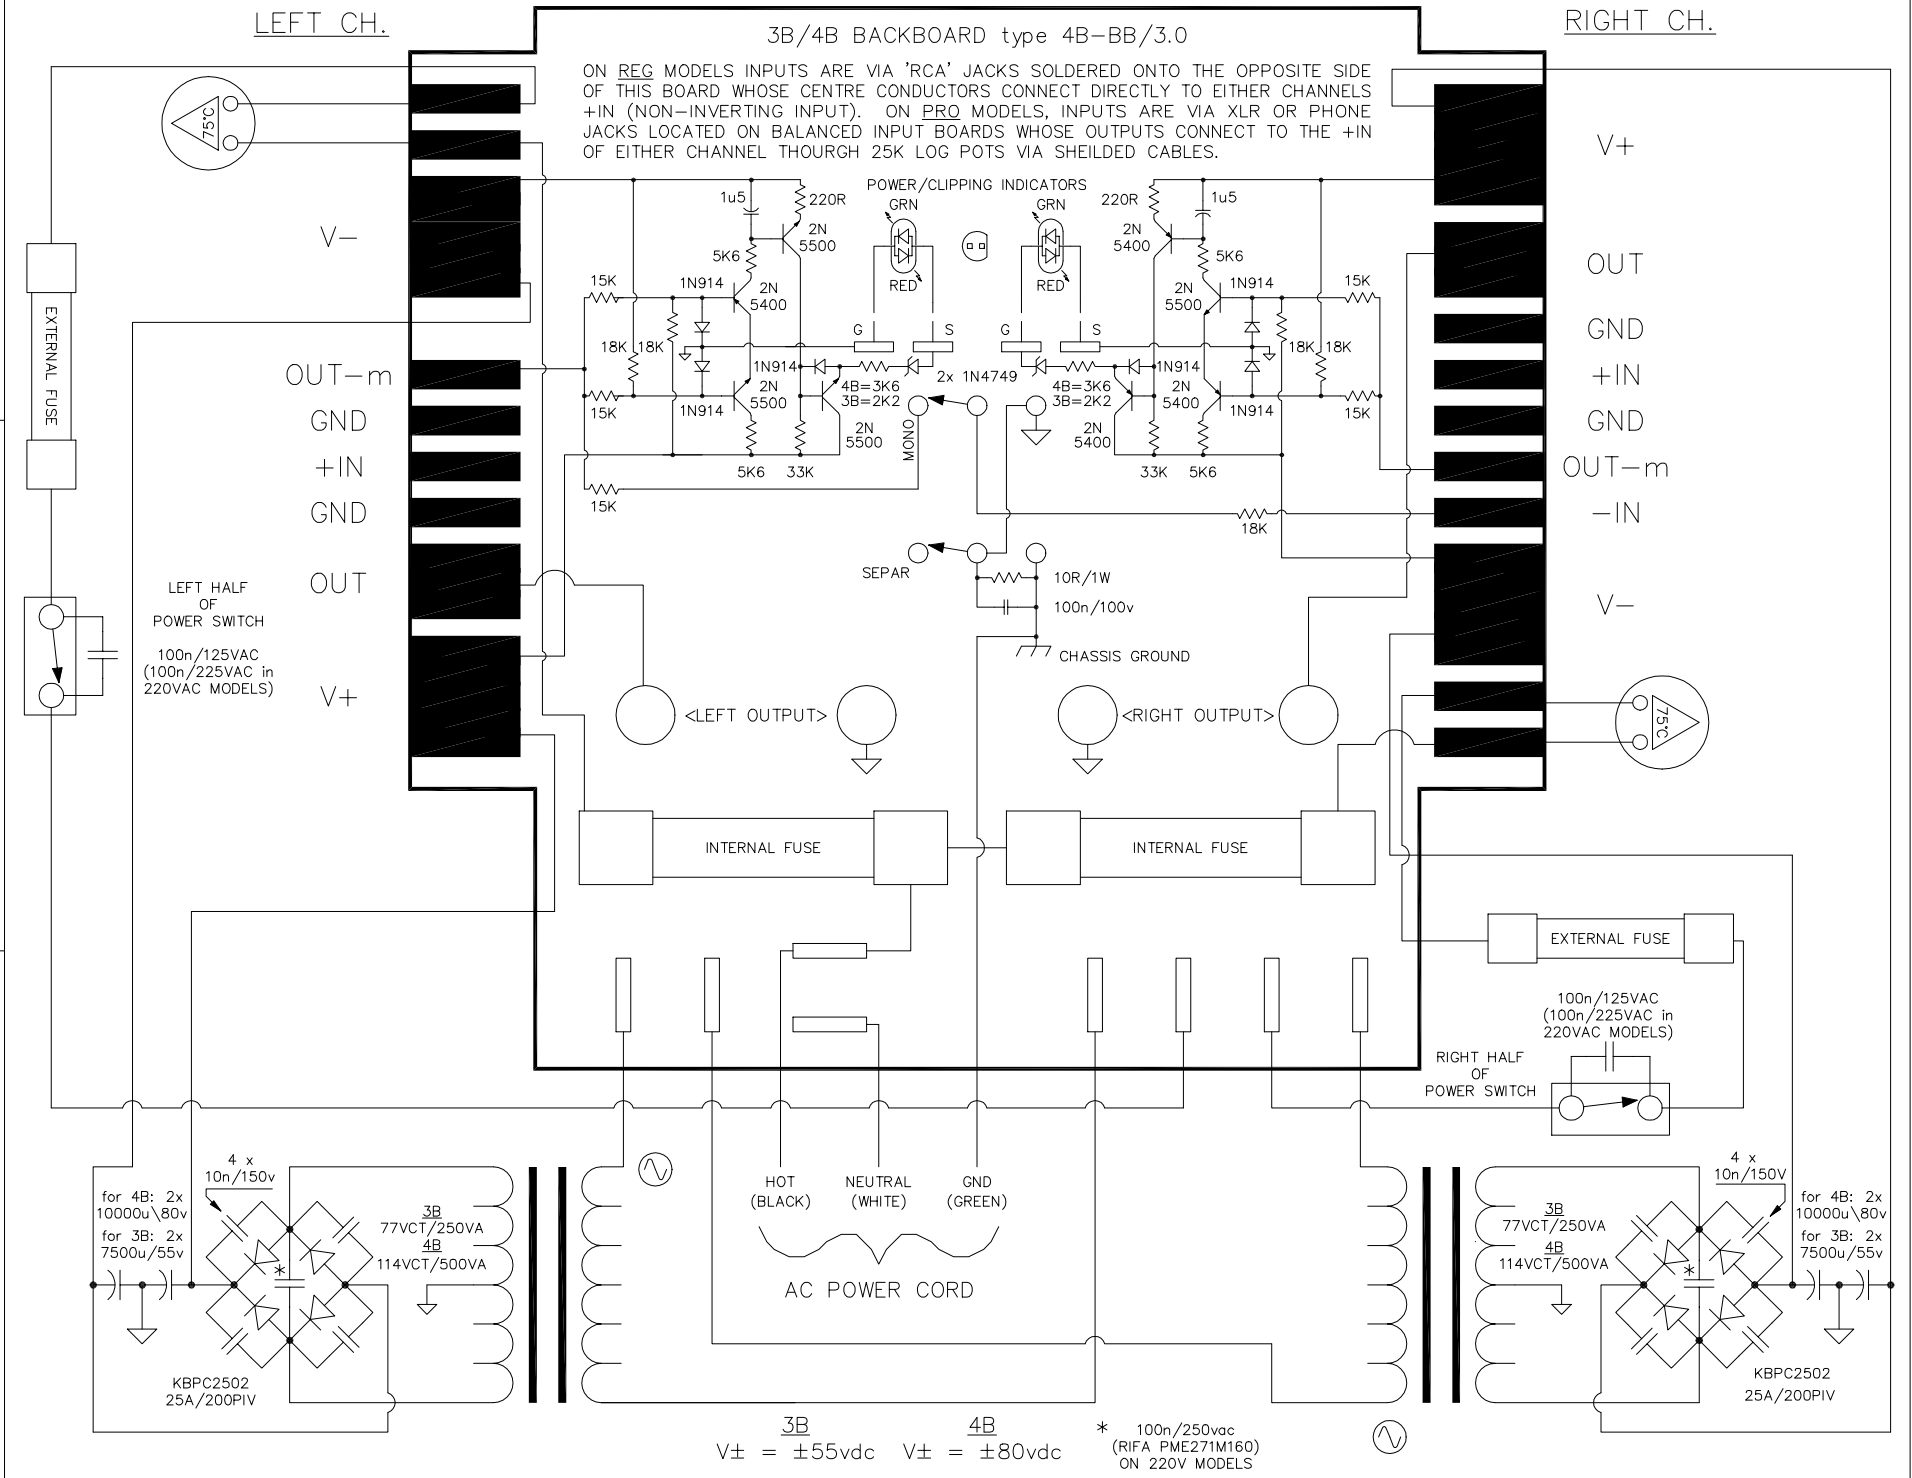 LEFT CH.
RIGHT CH.
3B/4B BACKBOARD type 4B-BB/3.0
ON REG MODELS INPUTS ARE VIA 'RCA' JACKS SOLDERED ONTO THE OPPOSITE SIDE
OF THIS BOARD WHOSE CENTRE CONDUCTORS CONNECT DIRECTLY TO EITHER CHANNELS
+IN (NON-INVERTING INPUT). ON PRO MODELS, INPUTS ARE VIA XLR OR PHONE
JACKS LOCATED ON BALANCED INPUT BOARDS WHOSE OUTPUTS CONNECT TO THE +IN
OF EITHER CHANNEL THOURGH 25K LOG POTS VIA SHEILDED CABLES.
75°C
V-
EXTERNAL FUSE
OUT-m
GND
+IN
GND
OUT
V+
LEFT HALF
OF
POWER SWITCH
100n/125VAC
(100n/225VAC in
220VAC MODELS)
POWER/CLIPPING INDICATORS
1u5
220R
2N
5500
5K6
15K
1N914
2N
5400
18K
18K
1N914
2N
5500
15K
1N914
4B=3K6
3B=2K2
2N
5500
5K6
33K
15K
GRN
RED
G
S
2x 1N4749
MONO
GRN
RED
G
S
220R
1u5
2N
5400
5K6
1N914
15K
2N
5500
18K
18K
1N914
4B=3K6
3B=2K2
2N
5400
1N914
15K
2N
5400
33K
5K6
18K
SEPAR
10R/1W
100n/100v
CHASSIS GROUND
<LEFT OUTPUT>
<RIGHT OUTPUT>
INTERNAL FUSE
INTERNAL FUSE
V+
OUT
GND
+IN
GND
OUT-m
-IN
V-
75°C
EXTERNAL FUSE
100n/125VAC
(100n/225VAC in
220VAC MODELS)
RIGHT HALF
OF
POWER SWITCH
HOT
(BLACK)
NEUTRAL
(WHITE)
GND
(GREEN)
AC POWER CORD
4 x
10n/150v
for 4B: 2x
10000u\80v
for 3B: 2x
7500u/55v
*
3B
77VCT/250VA
4B
114VCT/500VA
KBPC2502
25A/200PIV
3B
77VCT/250VA
4B
114VCT/500VA
4 x
10n/150V
*
for 4B: 2x
10000u\80v
for 3B: 2x
7500u/55v
KBPC2502
25A/200PIV
3B
V± = ±55vdc
4B
V± = ±80vdc
* 100n/250vac
(RIFA PME271M160)
ON 220V MODELS